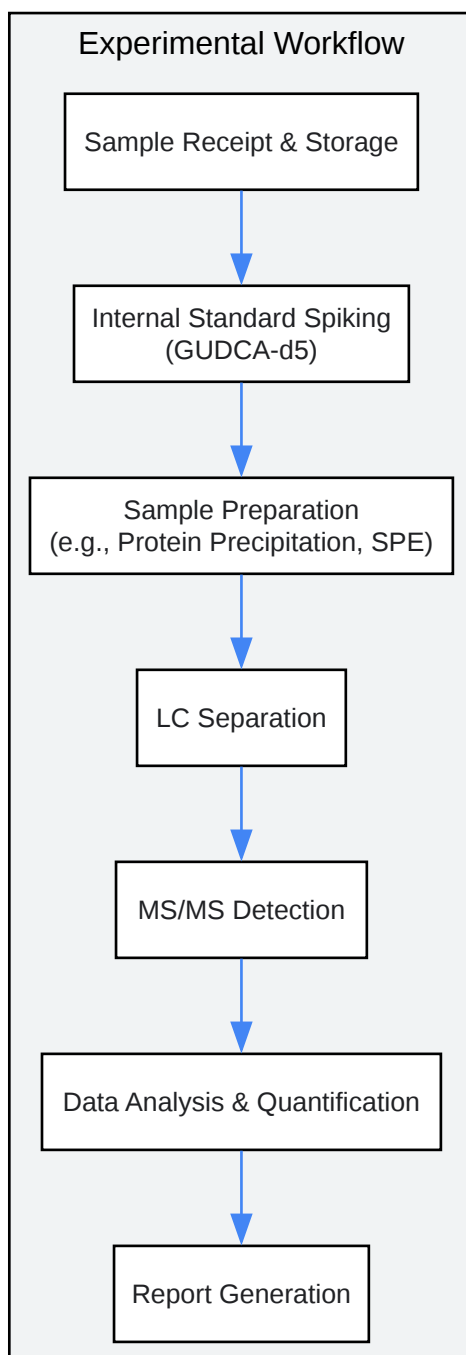 Experimental Workflow
Sample Receipt & Storage
Internal Standard Spiking
(GUDCA-d5)
Sample Preparation
(e.g., Protein Precipitation, SPE)
LC Separation
MS/MS Detection
Data Analysis & Quantification
Report Generation